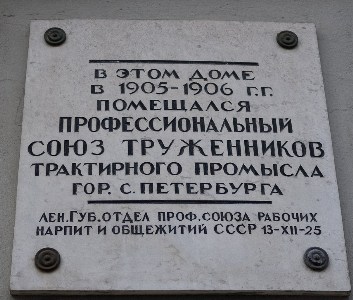 В ЭТОМ ДОМЕ
В 1905-1906 Г.Г.
ПОМЕЩАЛСЯ
ПРОФЕССИОНАЛЬНЫЙ
СОЮЗ ТРУЖЕННИКОВ
ТРАКТИРНОГО ПРОМЫСЛА
ГОР. С. ПЕТЕРБУРГА
ЛЕН. ГУБ. ОТДЕЛ ПРОФ. СОЮЗА РАБОЧИХ
НАРПИТ И ОБЩЕЖИТИЙ СССР 13-XII-25